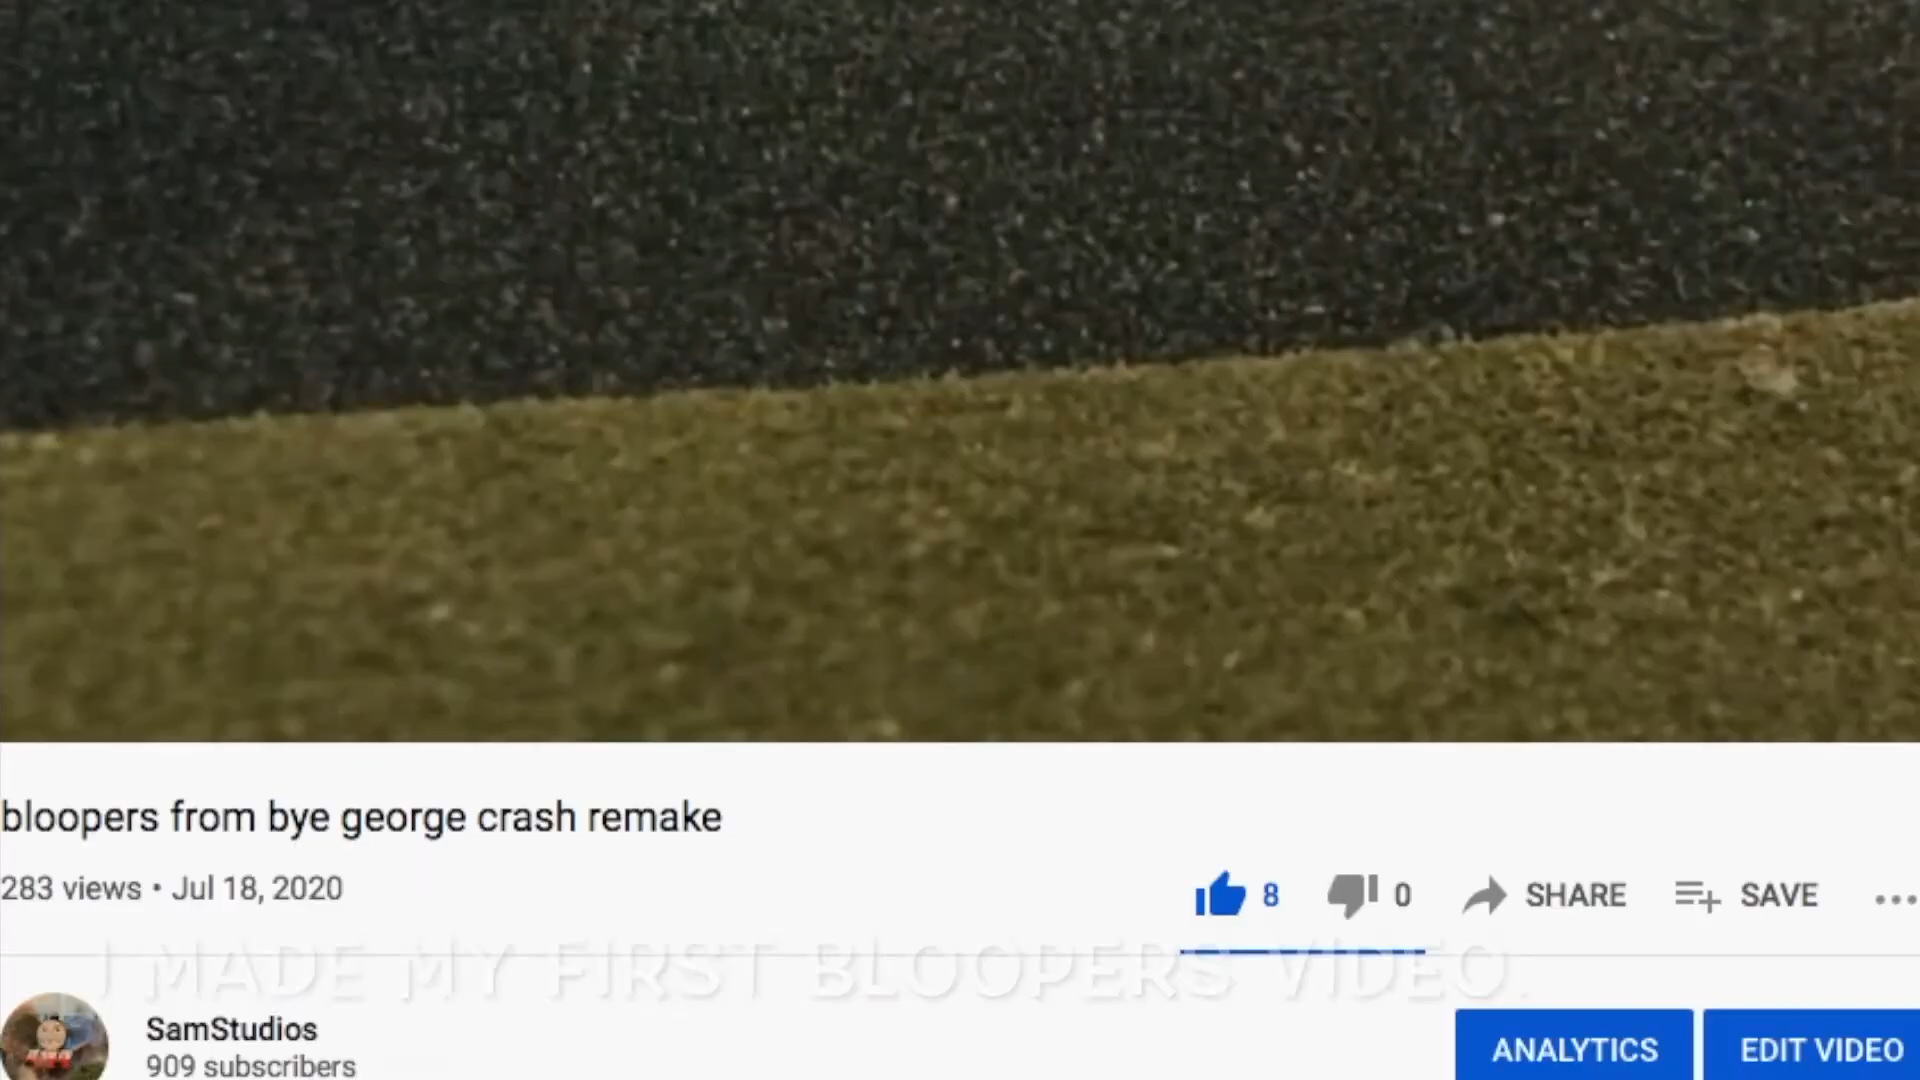 bloopers from bye george crash remake
283 views • Jul 18, 2020
8 0 SHARE SAVE
I MADE MY FIRST BLOOPERS VIDEO.
SamStudios
909 subscribers
ANALYTICS EDIT VIDEO